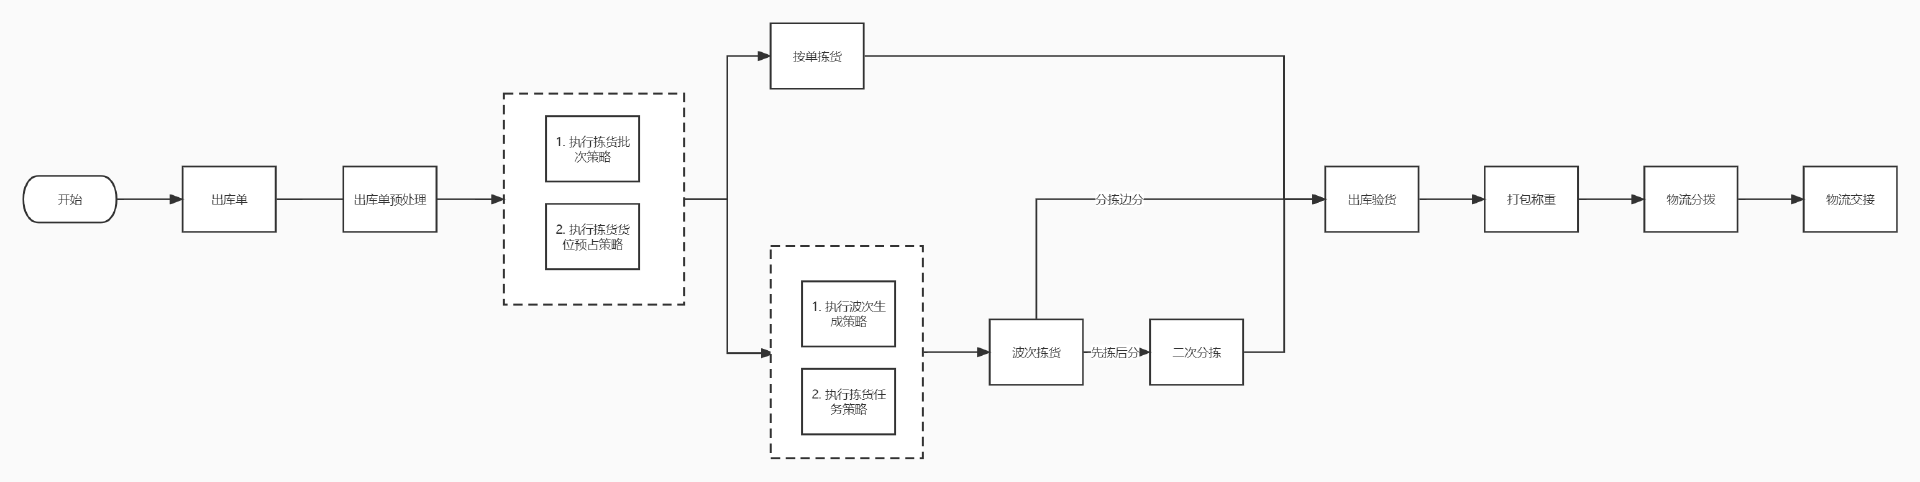 开始
出库单
出库单预处理
1. 执行拣货批
次策略
2. 执行拣货货
位预占策略
按单拣货
1. 执行波次生
成策略
2. 执行拣货任
务策略
波次拣货
分拣边分
先拣后分
二次分拣
出库验货
打包称重
物流分拨
物流交接